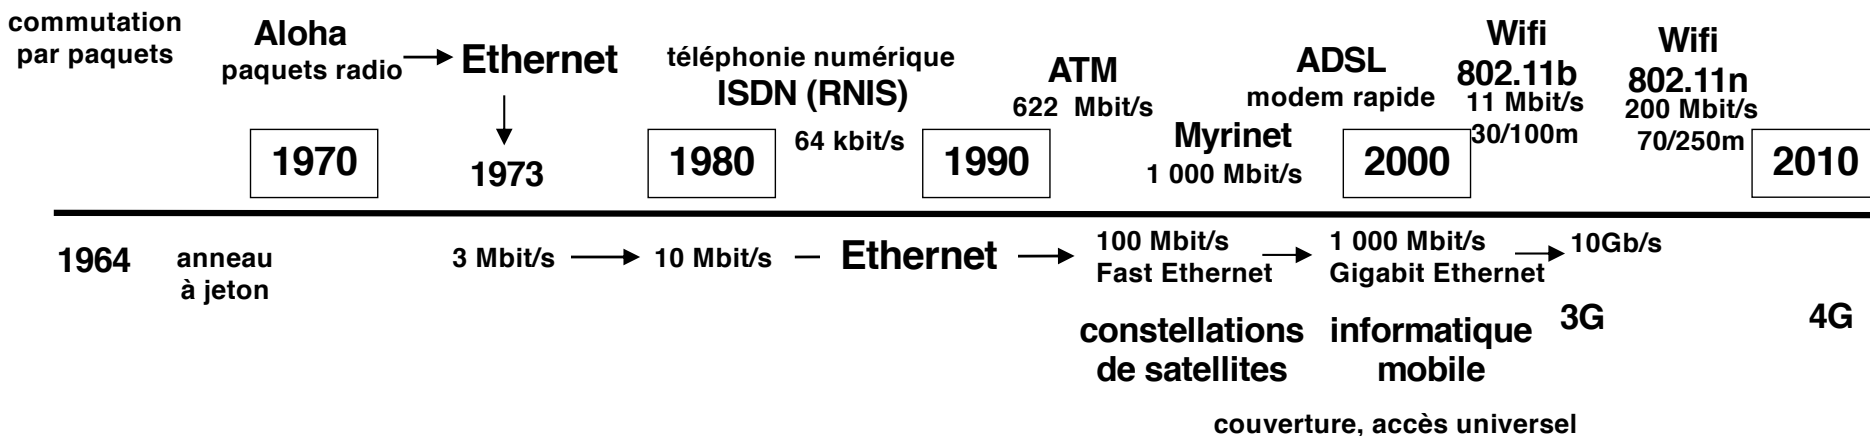 commutation
par paquets
Aloha
paquets radio
Ethernet
téléphonie numérique
ISDN (RNIS)
64 kbit/s
ATM
622 Mbit/s
Myrinet
1 000 Mbit/s
ADSL
modem rapide
Wifi
802.11b
11 Mbit/s
30/100m
Wifi
802.11n
200 Mbit/s
70/250m
1970
1973
1980
1990
2000
2010
1964
anneau
à jeton
3 Mbit/s
10 Mbit/s
Ethernet
100 Mbit/s
Fast Ethernet
1 000 Mbit/s
Gigabit Ethernet
10Gb/s
constellations
de satellites
informatique
mobile
3G
4G
couverture, accès universel